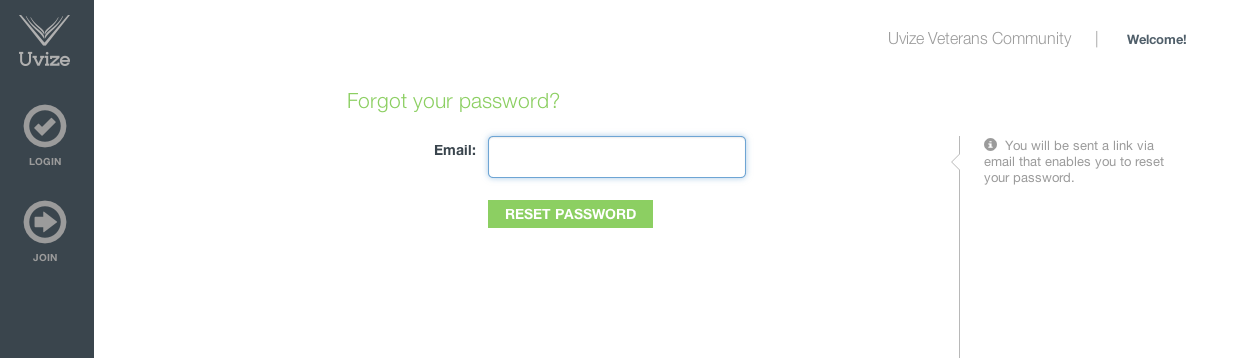 Uvize
LOGIN
JOIN
Uvize Veterans Community | Welcome!
Forgot your password?
Email:
RESET PASSWORD
You will be sent a link via
email that enables you to reset
your password.